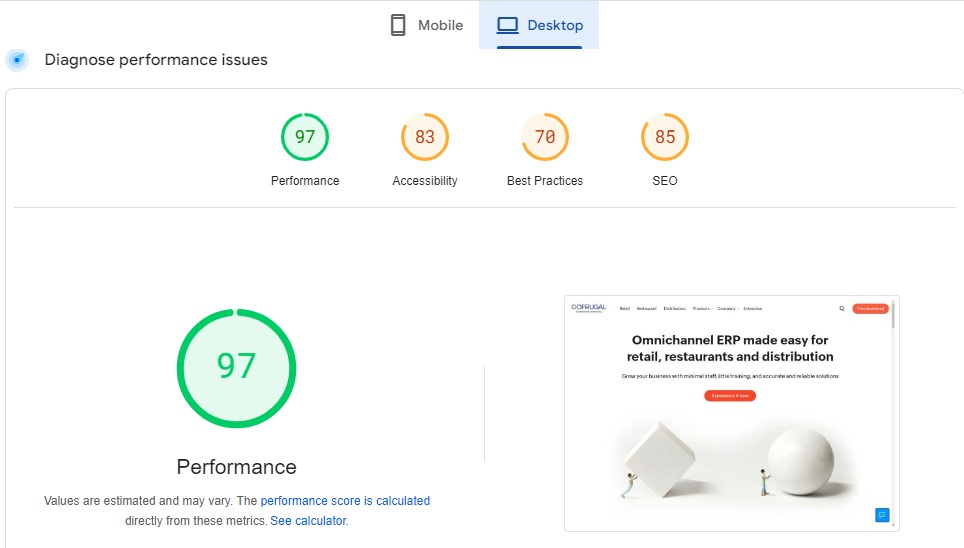 Mobile
Desktop
Diagnose performance issues
97
83
70
85
Performance
Accessibility
Best Practices
SEO
97
Performance
Values are estimated and may vary. The performance score is calculated
directly from these metrics. See calculator.
GOFRUGAL
Retail Restaurant Distribution Products Company Enterprise
Omnichannel ERP made easy for
retail, restaurants and distribution
Grow your business with minimal staff, little training, and accurate and reliable solutions
Experience it now